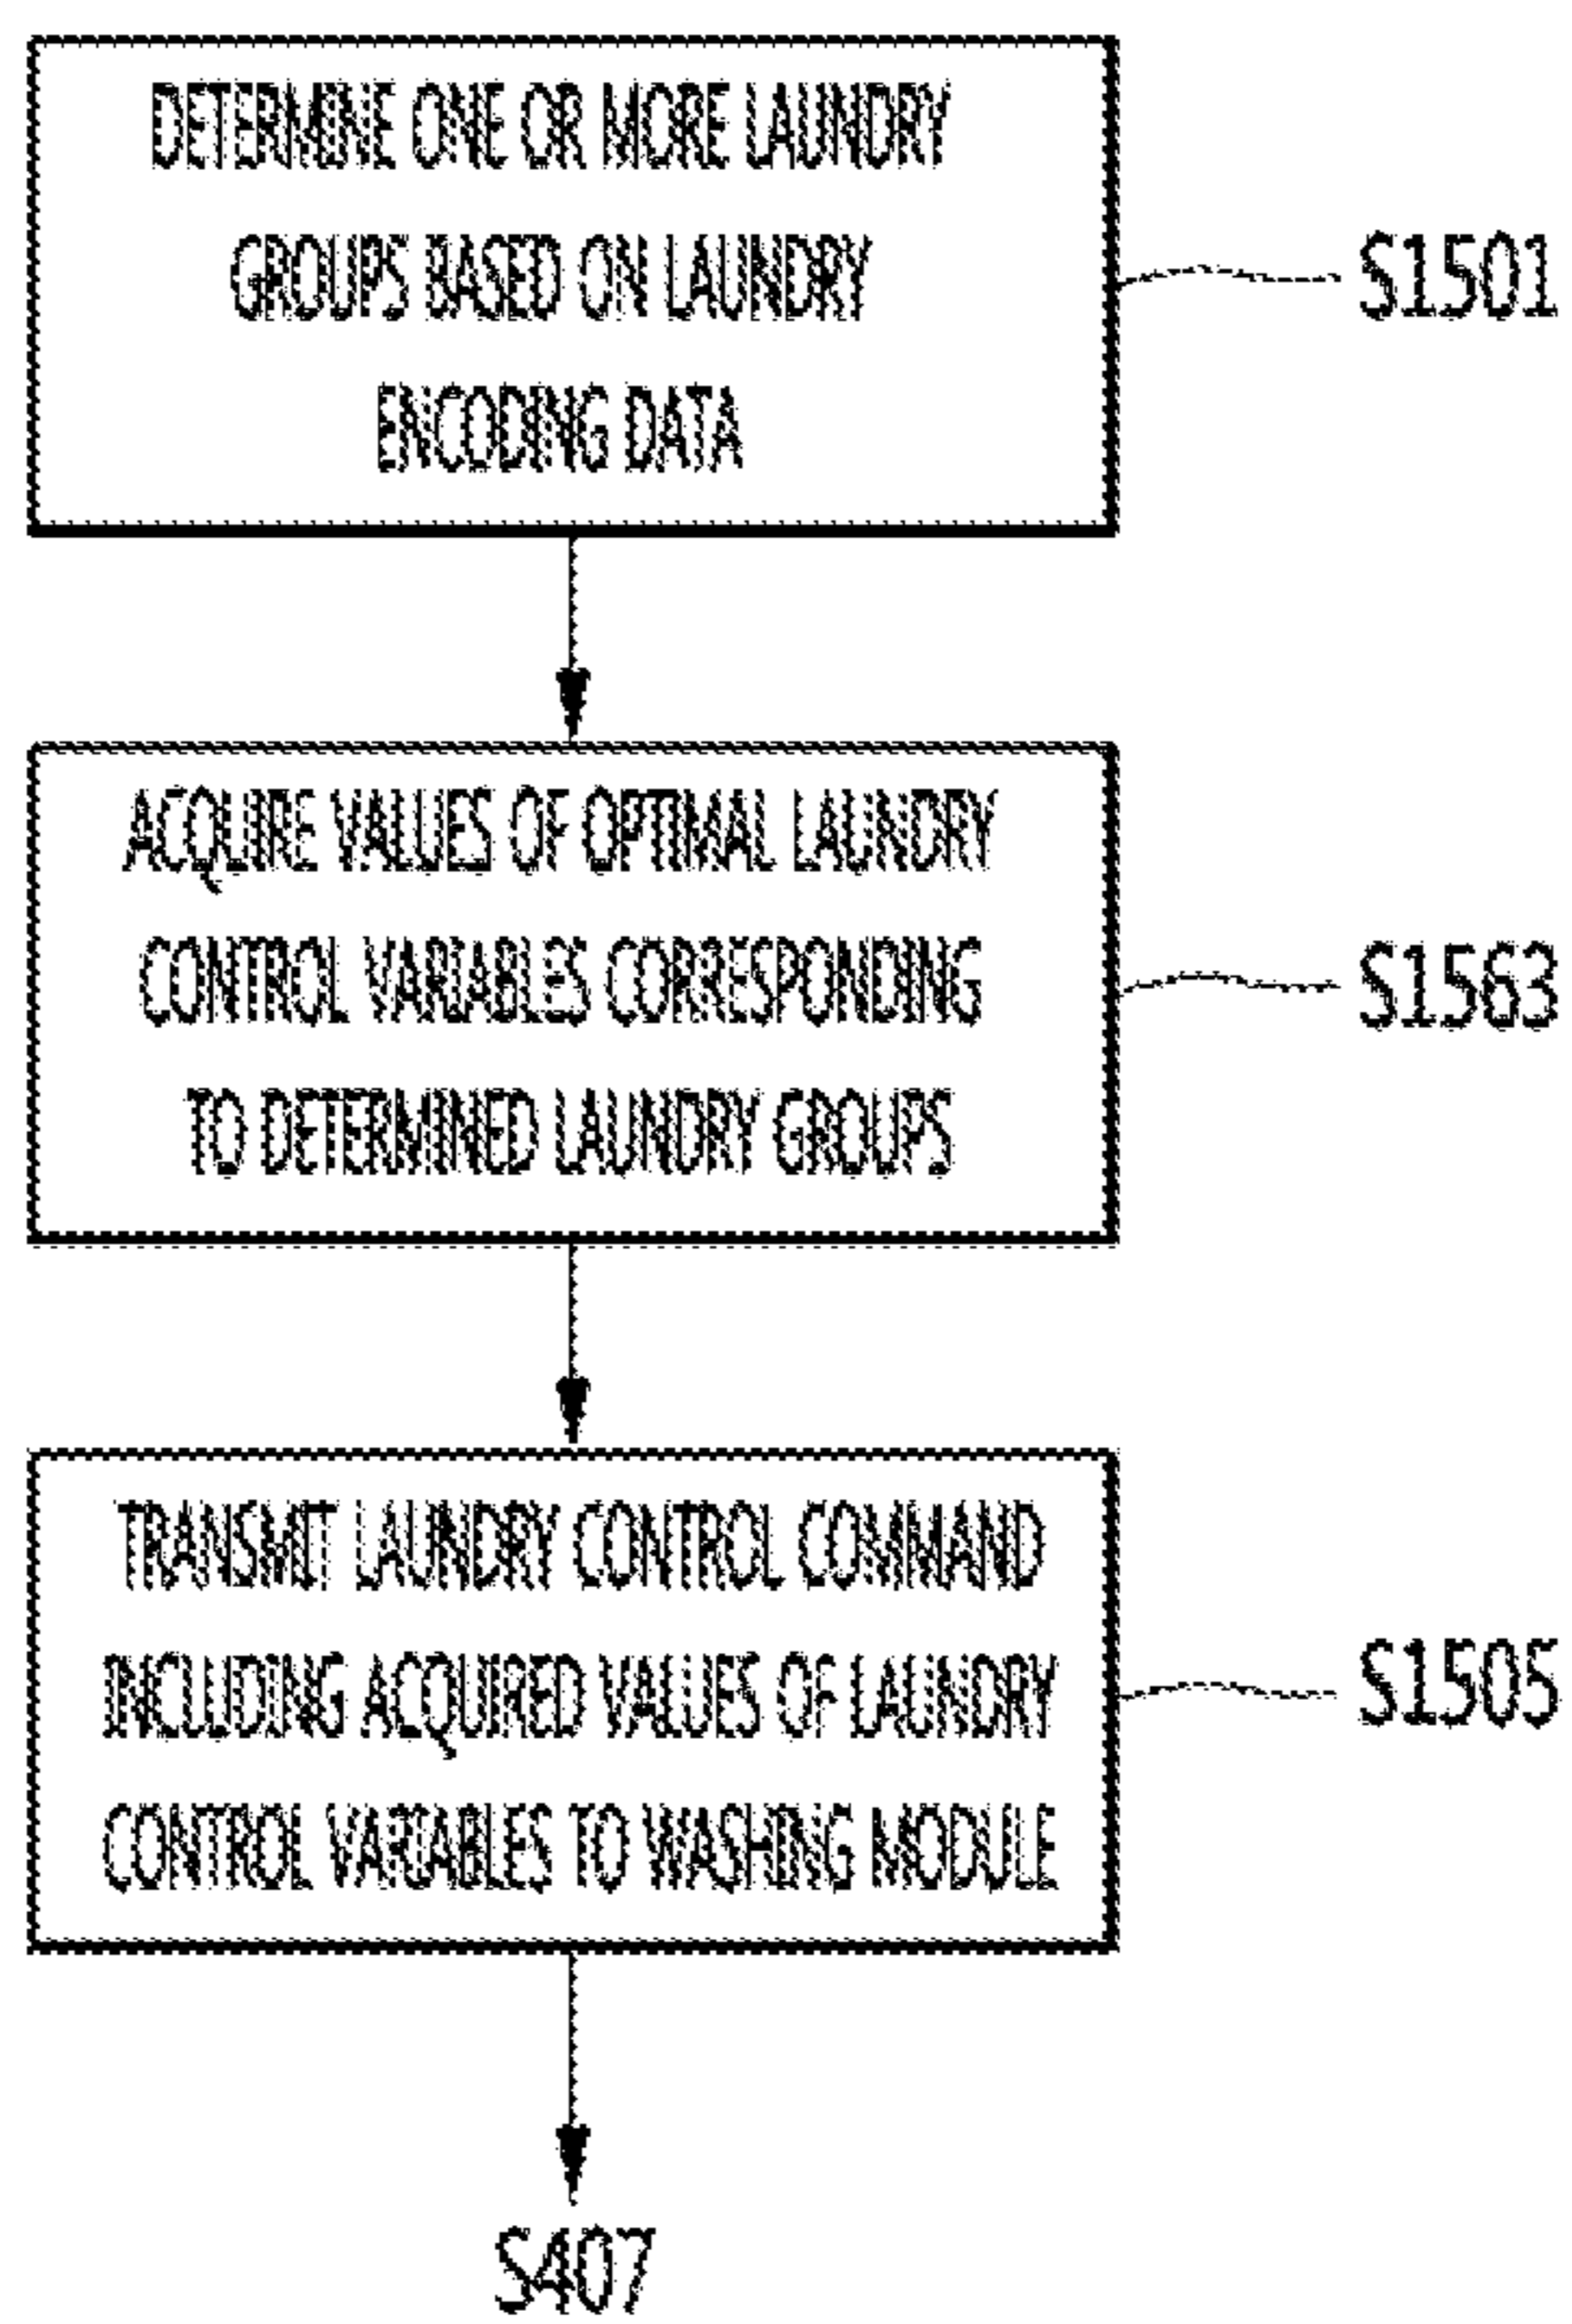 DETERMINE ONE OR MORE LAUNDRY
GROUPS BASED ON LAUNDRY
ENCODING DATA
S1501
ACQUIRE VALUES OF OPTIMAL LAUNDRY
CONTROL VARIABLES CORRESPONDING
TO DETERMINED LAUNDRY GROUPS
S1563
TRANSMIT LAUNDRY CONTROL COMMAND
INCLUDING ACQUIRED VALUES OF LAUNDRY
CONTROL VARIABLES TO WASHING MODULE
S1505
S407